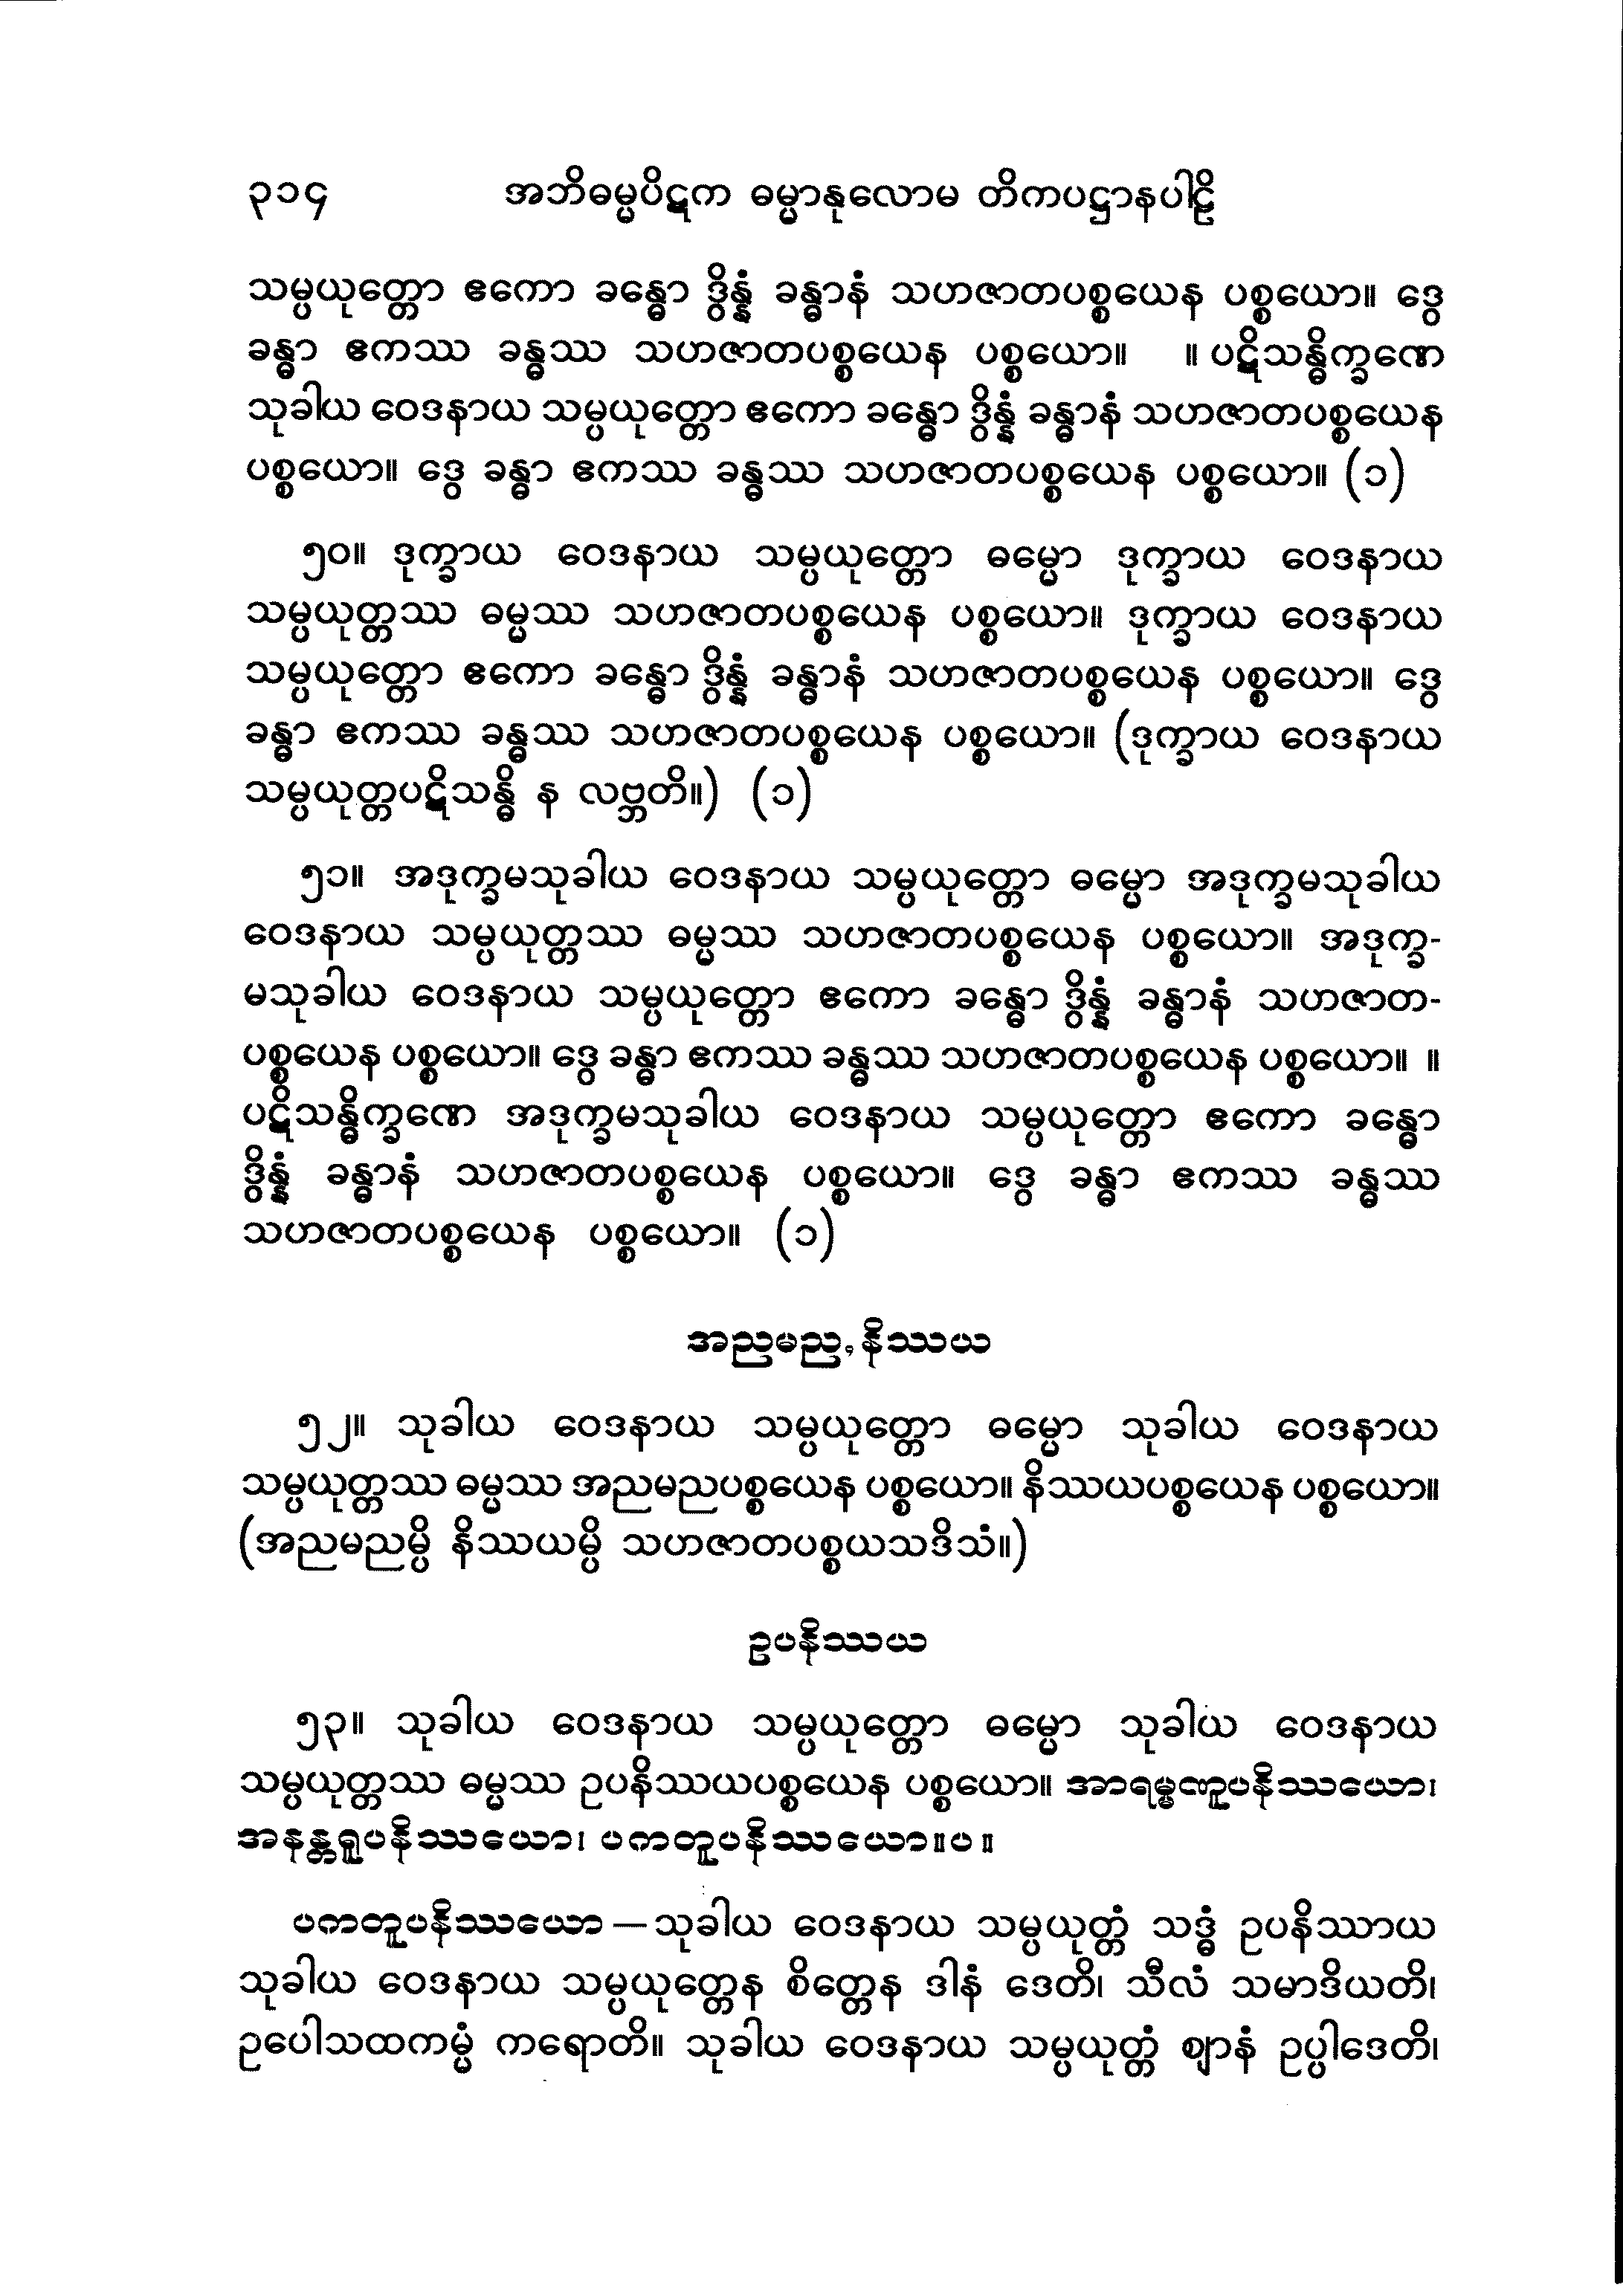 ၃၁၄ အဘိဓမ္မပိဋက ဓမ္မာနုလောမ တိကပဋ္ဌာနပါဠိ
သမ္ပယုတ္တော ဧကော ခန္ဓော ဒွိန္နံ ခန္ဓာနံ သဟဇာတပစ္စယေန ပစ္စယော။ ဒွေ
ခန္ဓာ ဧကဿ ခန္ဓဿ သဟဇာတပစ္စယေန ပစ္စယော။ ။ ပဋိသန္ဓိက္ခဏေ
သုခါယ ဝေဒနာယ သမ္ပယုတ္တော ဧကော ခန္ဓော ဒွိန္နံ ခန္ဓာနံ သဟဇာတပစ္စယေန
ပစ္စယော။ ဒွေ ခန္ဓာ ဧကဿ ခန္ဓဿ သဟဇာတပစ္စယေန ပစ္စယော။ (၁)
၅၀။ ဒုက္ခာယ ဝေဒနာယ သမ္ပယုတ္တော ဓမ္မော ဒုက္ခာယ ဝေဒနာယ
သမ္ပယုတ္တဿ ဓမ္မဿ သဟဇာတပစ္စယေန ပစ္စယော။ ဒုက္ခာယ ဝေဒနာယ
သမ္ပယုတ္တော ဧကော ခန္ဓော ဒွိန္နံ ခန္ဓာနံ သဟဇာတပစ္စယေန ပစ္စယော။ ဒွေ
ခန္ဓာ ဧကဿ ခန္ဓဿ သဟဇာတပစ္စယေန ပစ္စယော။ (ဒုက္ခာယ ဝေဒနာယ
သမ္ပယုတ္တပဋိသန္ဓိ န လဗ္ဘတိ။) (၁)
၅၁။ အဒုက္ခမသုခါယ ဝေဒနာယ သမ္ပယုတ္တော ဓမ္မော အဒုက္ခမသုခါယ
ဝေဒနာယ သမ္ပယုတ္တဿ ဓမ္မဿ သဟဇာတပစ္စယေန ပစ္စယော။ အဒုက္ခ-
မသုခါယ ဝေဒနာယ သမ္ပယုတ္တော ဧကော ခန္ဓော ဒွိန္နံ ခန္ဓာနံ သဟဇာတ-
ပစ္စယေန ပစ္စယော။ ဒွေ ခန္ဓာ ဧကဿ ခန္ဓဿ သဟဇာတပစ္စယေန ပစ္စယော။ ။
ပဋိသန္ဓိက္ခဏေ အဒုက္ခမသုခါယ ဝေဒနာယ သမ္ပယုတ္တော ဧကော ခန္ဓော
ဒွိန္နံ ခန္ဓာနံ သဟဇာတပစ္စယေန ပစ္စယော။ ဒွေ ခန္ဓာ ဧကဿ ခန္ဓဿ
သဟဇာတပစ္စယေန ပစ္စယော။ (၁)
အညမည, နိဿယ
၅၂။ သုခါယ ဝေဒနာယ သမ္ပယုတ္တော ဓမ္မော သုခါယ ဝေဒနာယ
သမ္ပယုတ္တဿ ဓမ္မဿ အညမညပစ္စယေန ပစ္စယော။ နိဿယပစ္စယေန ပစ္စယော။
(အညမညမ္ပိ နိဿယမ္ပိ သဟဇာတပစ္စယသဒိသံ။)
ဥပနိဿယ
၅၃။ သုခါယ ဝေဒနာယ သမ္ပယုတ္တော ဓမ္မော သုခါယ ဝေဒနာယ
သမ္ပယုတ္တဿ ဓမ္မဿ ဥပနိဿယပစ္စယေန ပစ္စယော။ အာရမ္မဏူပနိဿယော၊
အနန္တရူပနိဿယော၊ ပကတူပနိဿယော။ပ။
ပကတူပနိဿယော — သုခါယ ဝေဒနာယ သမ္ပယုတ္တံ သဒ္ဓံ ဥပနိဿာယ
သုခါယ ဝေဒနာယ သမ္ပယုတ္တေန စိတ္တေန ဒါနံ ဒေတိ၊ သီလံ သမာဒိယတိ၊
ဥပေါသထကမ္မံ ကရောတိ။ သုခါယ ဝေဒနာယ သမ္ပယုတ္တံ ဈာနံ ဥပ္ပါဒေတိ၊